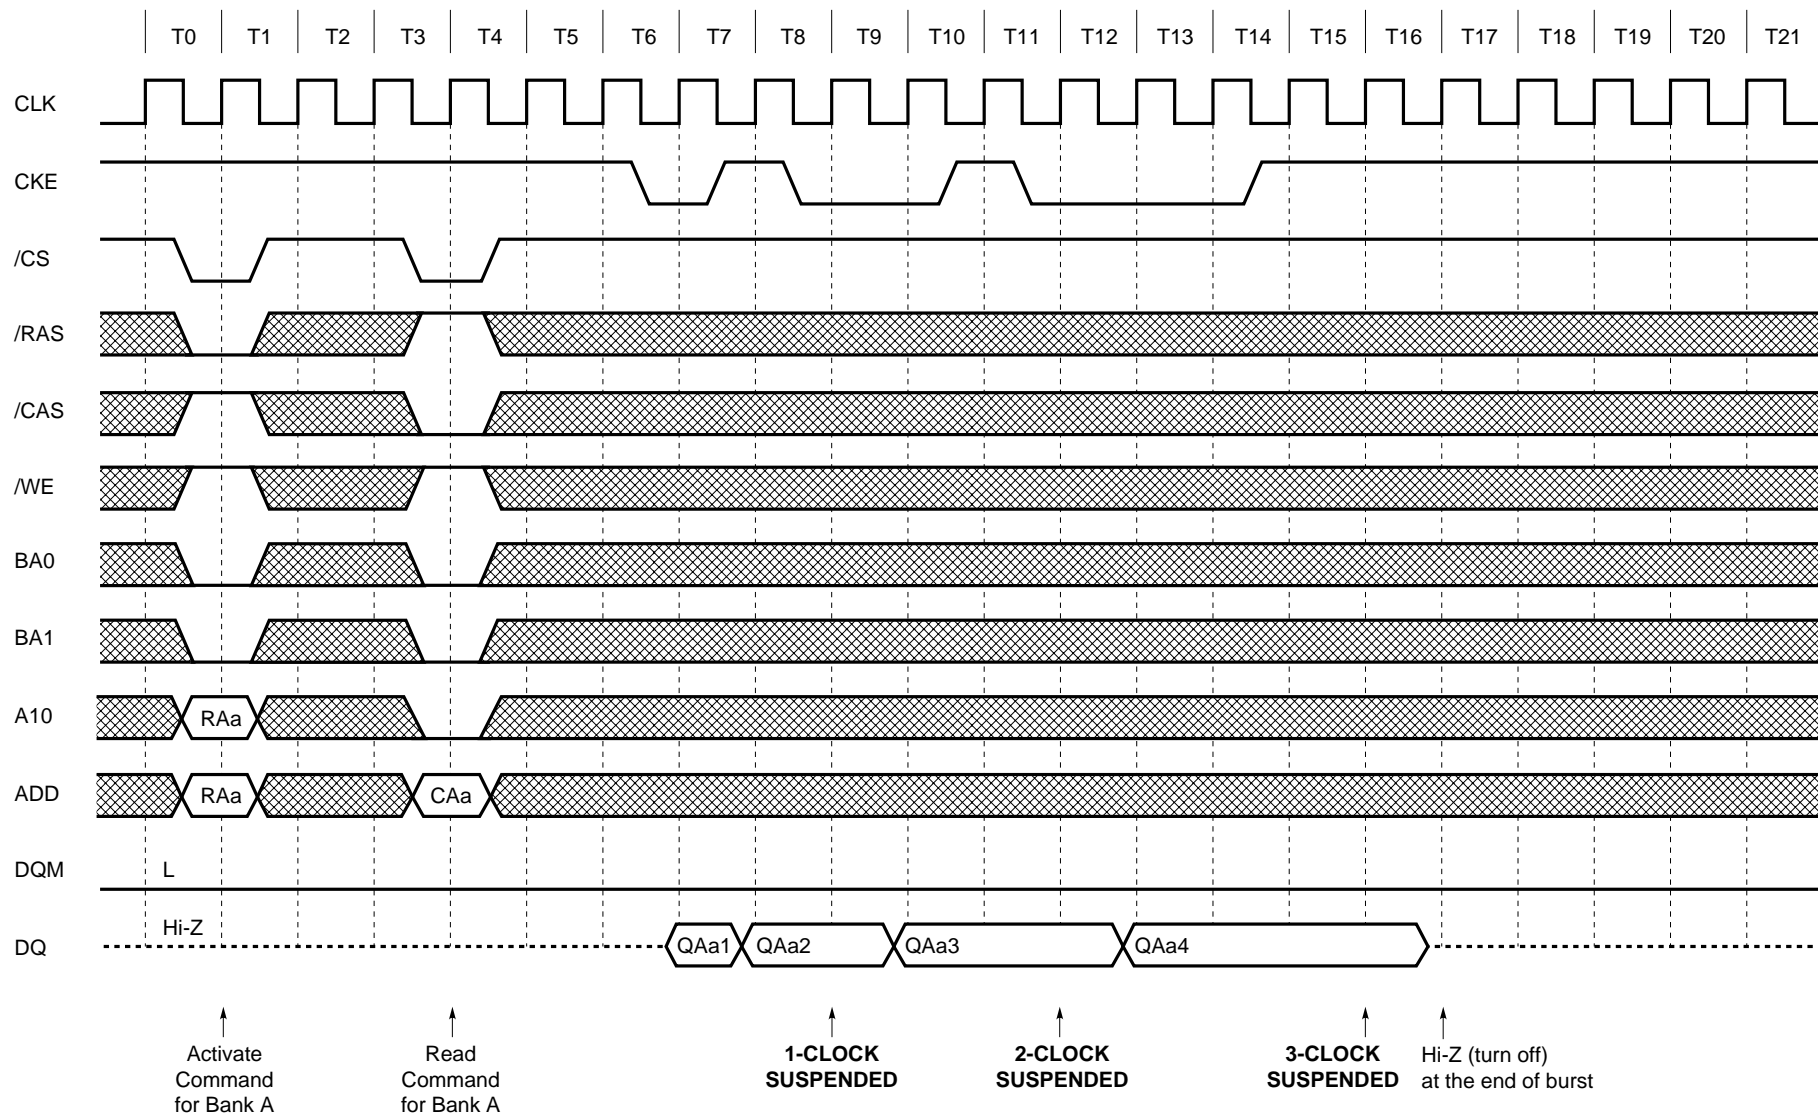 T0 T1 T2 T3 T4 T5 T6 T7 T8 T9 T10 T11 T12 T13 T14 T15 T16 T17 T18 T19 T20 T21
CLK
CKE
/CS
/RAS
/CAS
/WE
BA0
BA1
A10 RAa
ADD RAa CAa
DQM L
Hi-Z
DQ QAa1 QAa2 QAa3 QAa4
Activate
Command
for Bank A
Read
Command
for Bank A
1-CLOCK
SUSPENDED
2-CLOCK
SUSPENDED
3-CLOCK
SUSPENDED
Hi-Z (turn off)
at the end of burst